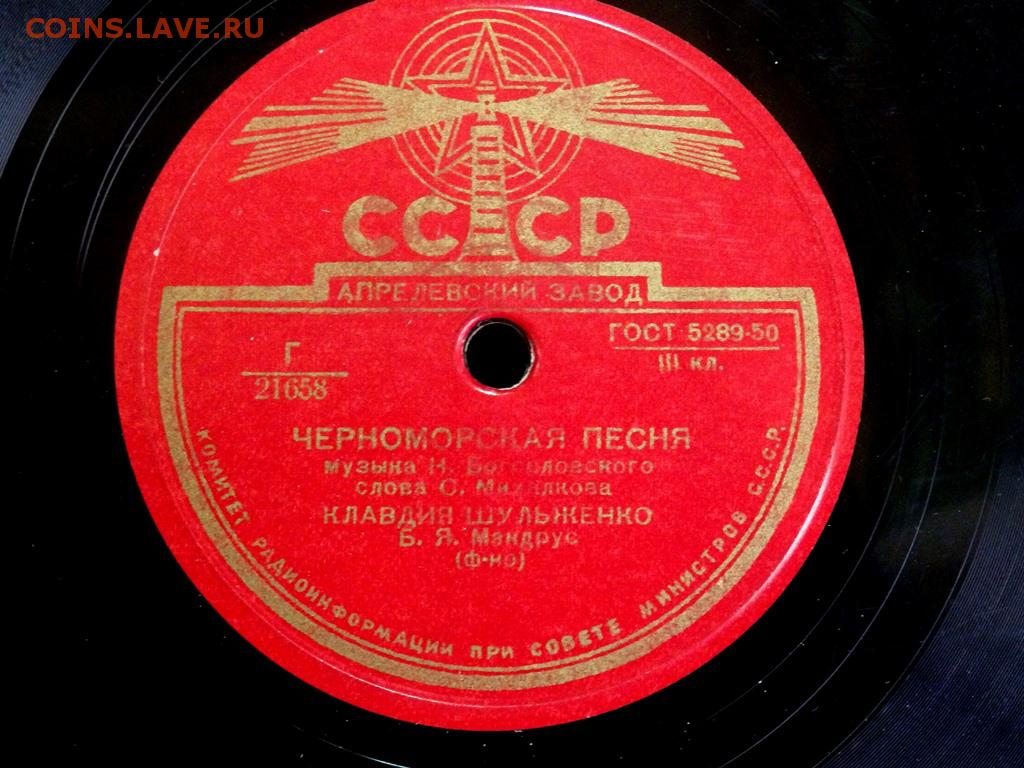 COINS.LAVE.RU
СССР
АПРЕЛЕВСКИЙ ЗАВОД
ГОСТ 5289-50
III кл.
Г
21658
ЧЕРНОМОРСКАЯ ПЕСНЯ
музыка Н. Богословского
слова С. Михалкова
КЛАВДИЯ ШУЛЬЖЕНКО
Б. Я. Мандрус
(ф-но)
КОМИТЕТ РАДИОИНФОРМАЦИИ ПРИ СОВЕТЕ МИНИСТРОВ С.С.С.Р.